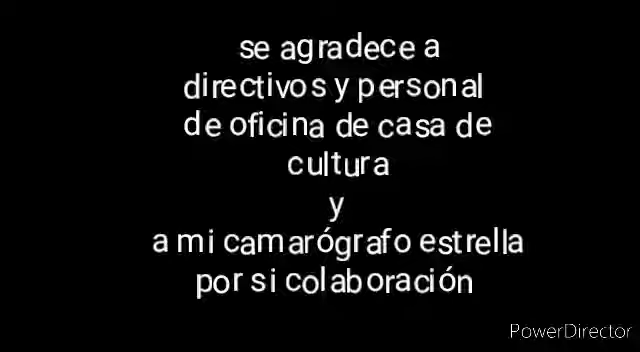 se agradece a
directivos y personal
de oficina de casa de
cultura
y
a mi camarógrafo estrella
por si colaboración
PowerDirector